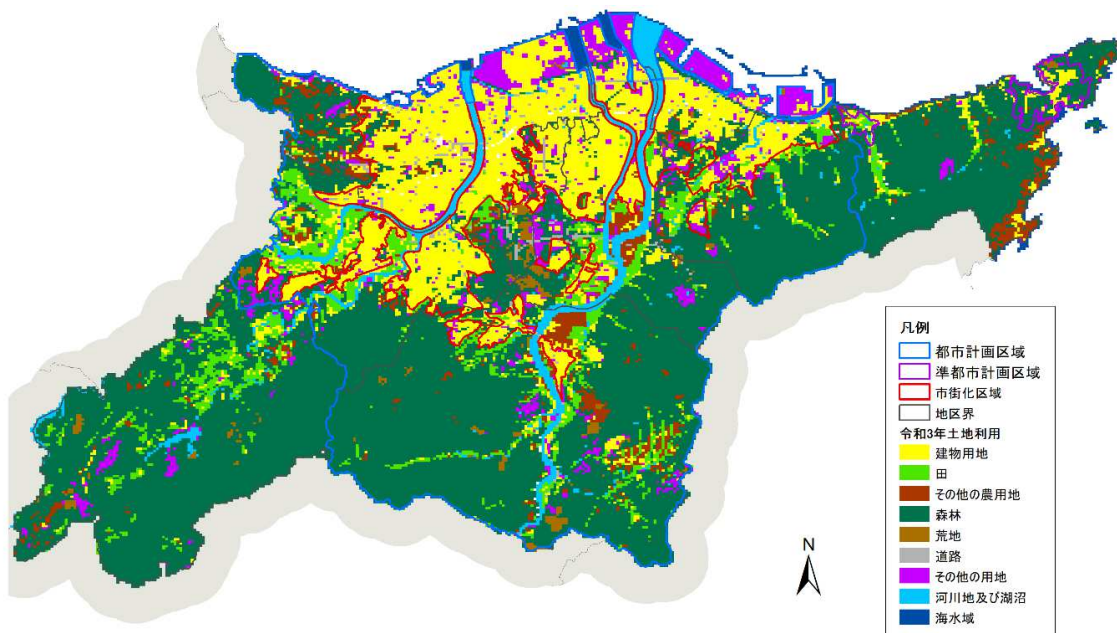 N
凡例
都市計画区域
準都市計画区域
市街化区域
地区界
令和3年土地利用
建物用地
田
その他の農用地
森林
荒地
道路
その他の用地
河川地及び湖沼
海水域